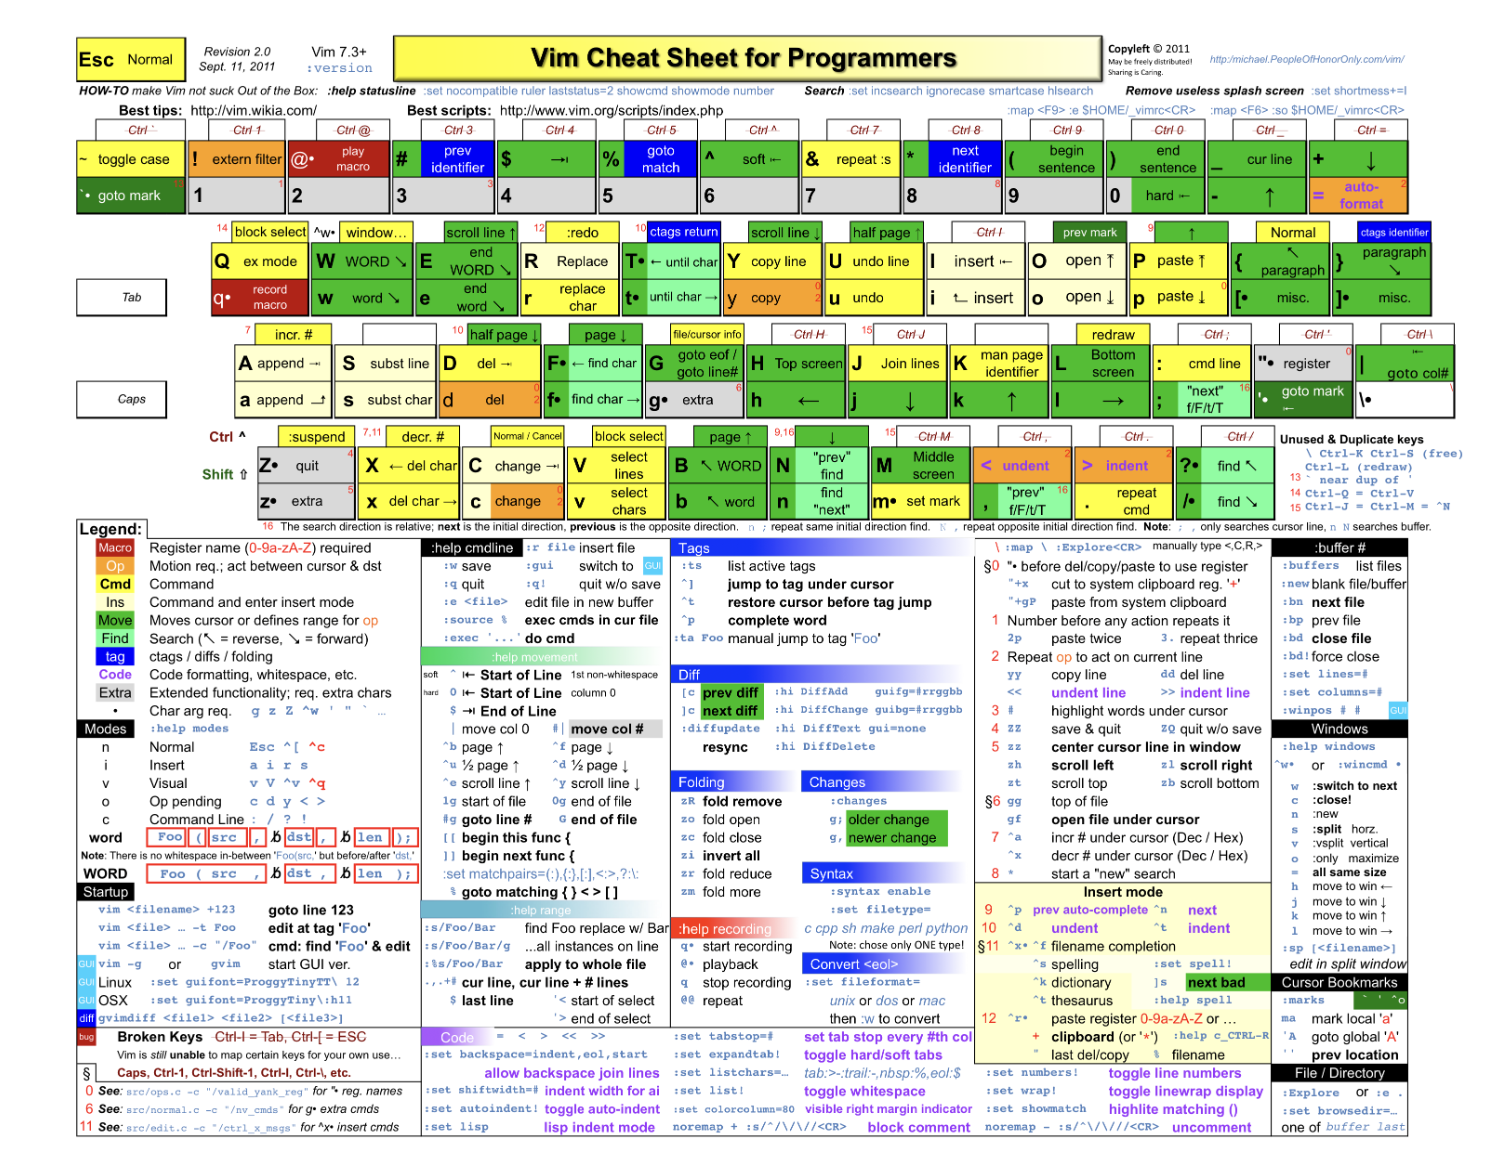 Esc Normal
Revision 2.0
Sept. 11, 2011
Vim 7.3+
:version
Vim Cheat Sheet for Programmers
Copyleft © 2011
May be freely distributed!
Sharing is Caring.
http:/michael.PeopleOfHonorOnly.com/vim/
HOW-TO make Vim not suck Out of the Box: :help statusline :set nocompatible ruler laststatus=2 showcmd showmode number
Search :set incsearch ignorecase smartcase hlsearch
Remove useless splash screen :set shortmess+=I
Best tips: http://vim.wikia.com/
Best scripts: http://www.vim.org/scripts/index.php
:map <F9> :e $HOME/_vimrc<CR> :map <F6> :so $HOME/_vimrc<CR>
Ctrl ` Ctrl 1 Ctrl @ Ctrl 3 Ctrl 4 Ctrl 5 Ctrl ^ Ctrl 7 Ctrl 8 Ctrl 9 Ctrl 0 Ctrl _ Ctrl =
~ toggle case ! extern filter @• play macro # prev identifier $ →| % goto match ^ soft |← & repeat :s * next identifier ( begin sentence ) end sentence _ cur line + ↓
`• goto mark 1 2 3 4 5 6 7 8 9 0 hard |← - ↑ = auto-format
14 block select ^w• window... scroll line ↑ 12 :redo 10 ctags return scroll line ↓ half page ↑ Ctrl I prev mark 9 ↑ Normal ctags identifier
Q ex mode W WORD ↘ E end WORD ↘ R Replace T• ← until char Y copy line U undo line I insert |← O open ↑ P paste ↑ { ↖ paragraph } paragraph ↘
Tab
q• record macro w word ↘ e end word ↘ r replace char t• until char → y copy u undo i insert o open ↓ p paste ↓ [• misc. ]• misc.
7 incr. # 10 half page ↓ page ↓ file/cursor info Ctrl H 15 Ctrl J redraw Ctrl ; Ctrl ' Ctrl \
A append →| S subst line D del →| F• ← find char G goto eof / goto line# H Top screen J Join lines K man page identifier L Bottom screen : cmd line "• register | goto col#
Caps
a append s subst char d del f• find char → g• extra h ← j ↓ k ↑ l → ; "next" f/F/t/T '• goto mark |← \•
Ctrl ^ :suspend 7,11 decr. # Normal / Cancel block select page ↑ 9,16 ↓ 15 Ctrl M Ctrl , Ctrl . Ctrl /
Shift ⇧ Z• quit X ← del char C change →| V select lines B ↖ WORD N "prev" find M Middle screen < undent > indent ?• find ↖
z• extra x del char → c change v select chars b ↖ word n find "next" m• set mark , "prev" f/F/t/T . repeat cmd /• find ↘
Unused & Duplicate keys
\ Ctrl-K Ctrl-S (free)
Ctrl-L (redraw)
13 ` near dup of '
14 Ctrl-Q = Ctrl-V
15 Ctrl-J = Ctrl-M = ^N
16 The search direction is relative; next is the initial direction, previous is the opposite direction. n ; repeat same initial direction find. N , repeat opposite initial direction find. Note: ; , only searches cursor line, n N searches buffer.
Legend:
Macro Register name (0-9a-zA-Z) required
Op Motion req.; act between cursor & dst
Cmd Command
Ins Command and enter insert mode
Move Moves cursor or defines range for op
Find Search (↖ = reverse, ↘ = forward)
tag ctags / diffs / folding
Code Code formatting, whitespace, etc.
Extra Extended functionality; req. extra chars
• Char arg req. g z Z ^w ' " ` …
Modes :help modes
n Normal Esc ^[ ^c
i Insert a i r s
v Visual v V ^v ^q
o Op pending c d y < >
c Command Line : / ? !
word Foo ( src , ␢ dst , ␢ len );
Note: There is no whitespace in-between 'Foo(src,' but before/after 'dst,'
WORD Foo ( src , ␢ dst , ␢ len );
Startup
vim <filename> +123 goto line 123
vim <file> … -t Foo edit at tag 'Foo'
vim <file> … -c "/Foo" cmd: find 'Foo' & edit
GUI vim -g or gvim start GUI ver.
GUI Linux :set guifont=ProggyTinyTT\ 12
GUI OSX :set guifont=ProggyTiny\:h11
diff gvimdiff <file1> <file2> [<file3>]
bug Broken Keys Ctrl-I = Tab, Ctrl-[ = ESC
Vim is still unable to map certain keys for your own use…
Caps, Ctrl-1, Ctrl-Shift-1, Ctrl-I, Ctrl-\, etc.
§
0 See: src/ops.c -c "/valid_yank_reg" for "• reg. names
6 See: src/normal.c -c "/nv_cmds" for g• extra cmds
11 See: src/edit.c -c "/ctrl_x_msgs" for ^x• insert cmds
:help cmdline :r file insert file
:w save :gui switch to GUI
:q quit :q! quit w/o save
:e <file> edit file in new buffer
:source % exec cmds in cur file
:exec '...' do cmd
:help movement
soft ^ |← Start of Line 1st non-whitespace
hard 0 |← Start of Line column 0
$ →| End of Line
| move col 0 #| move col #
^b page ↑ ^f page ↓
^u ½ page ↑ ^d ½ page ↓
^e scroll line ↑ ^y scroll line ↓
1g start of file 0g end of file
#g goto line # G end of file
[[ begin this func {
]] begin next func {
:set matchpairs=(:),{:},[:],<:>,?:\:
% goto matching { } < > [ ]
:help range
:s/Foo/Bar find Foo replace w/ Bar
:s/Foo/Bar/g ...all instances on line
:%s/Foo/Bar apply to whole file
.,.+# cur line, cur line + # lines
$ last line '< start of select
'> end of select
Code = < > << >>
:set backspace=indent,eol,start
allow backspace join lines
:set shiftwidth=# indent width for ai
:set autoindent! toggle auto-indent
:set lisp lisp indent mode
Tags
:ts list active tags
^] jump to tag under cursor
^t restore cursor before tag jump
^p complete word
:ta Foo manual jump to tag 'Foo'
Diff
[c prev diff :hi DiffAdd guifg=#rrggbb
]c next diff :hi DiffChange guibg=#rrggbb
:diffupdate :hi DiffText gui=none
resync :hi DiffDelete
Folding
zR fold remove
zo fold open
zc fold close
zi invert all
zr fold reduce
zm fold more
Changes
:changes
g; older change
g, newer change
Syntax
:syntax enable
:set filetype=
c cpp sh make perl python
Note: chose only ONE type!
:help recording
q• start recording
@• playback
q stop recording
@@ repeat
Convert <eol>
:set fileformat=
unix or dos or mac
then :w to convert
:set tabstop=# set tab stop every #th col
:set expandtab! toggle hard/soft tabs
:set listchars=… tab:>-:trail:-,nbsp:%,eol:$
:set list! toggle whitespace
:set colorcolumn=80 visible right margin indicator
noremap + :s/^/\/\//<CR> block comment
\ :map \ :Explore<CR> manually type <,C,R,>
§0 "• before del/copy/paste to use register
"+x cut to system clipboard reg. '+'
"+gP paste from system clipboard
1 Number before any action repeats it
2p paste twice 3. repeat thrice
2 Repeat op to act on current line
yy copy line dd del line
<< undent line >> indent line
3 # highlight words under cursor
4 ZZ save & quit ZQ quit w/o save
5 zz center cursor line in window
zh scroll left zl scroll right
zt scroll top zb scroll bottom
§6 gg top of file
gf open file under cursor
7 ^a incr # under cursor (Dec / Hex)
^x decr # under cursor (Dec / Hex)
8 * start a "new" search
Insert mode
9 ^p prev auto-complete ^n next
10 ^d undent ^t indent
§11 ^x• ^f filename completion
^s spelling :set spell!
^k dictionary ]s next bad
^t thesaurus :help spell
12 ^r• paste register 0-9a-zA-Z or …
+ clipboard (or '*') :help c_CTRL-R
" last del/copy % filename
:set numbers! toggle line numbers
:set wrap! toggle linewrap display
:set showmatch highlite matching ()
noremap - :s/^\/\///<CR> uncomment
:buffer #
:buffers list files
:new blank file/buffer
:bn next file
:bp prev file
:bd close file
:bd! force close
:set lines=#
:set columns=#
:winpos # # GUI
Windows
:help windows
^w• or :wincmd •
w :switch to next
c :close!
n :new
s :split horz.
v :vsplit vertical
o :only maximize
= all same size
h move to win ←
j move to win ↓
k move to win ↑
l move to win →
:sp [<filename>]
edit in split window
Cursor Bookmarks
:marks ` ' ^o
ma mark local 'a'
'A goto global 'A'
'' prev location
File / Directory
:Explore or :e .
:set browsedir=…
one of buffer last